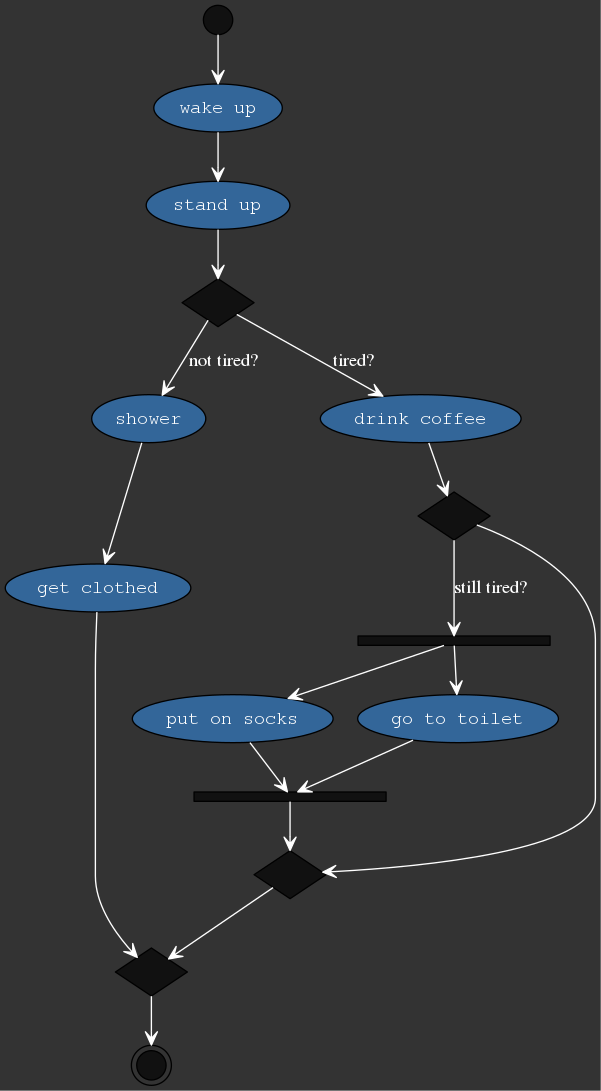 wake up
stand up
not tired?
tired?
shower
drink coffee
get clothed
still tired?
put on socks
go to toilet